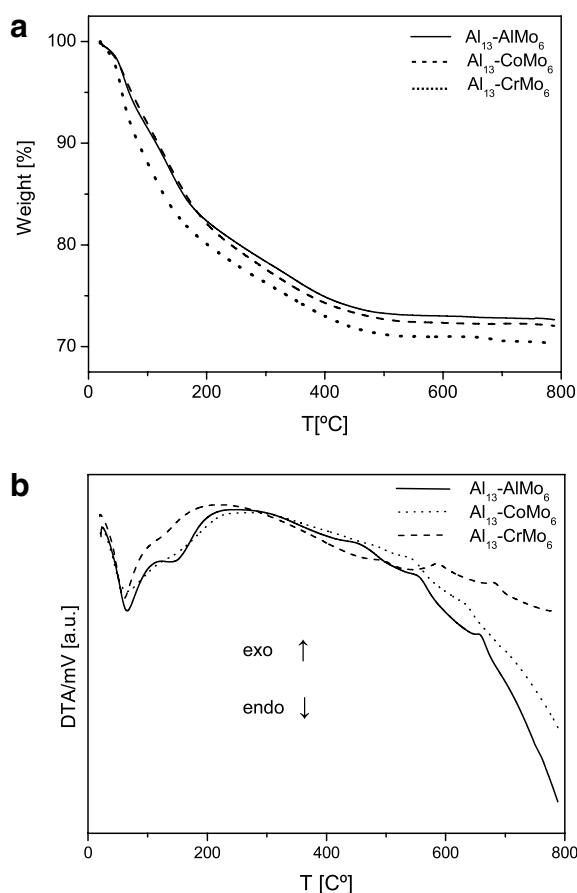 a
Al₁₃-AlMo₆
Al₁₃-CoMo₆
Al₁₃-CrMo₆
100
90
80
70
Weight [%]
0 200 400 600 800
T[ºC]
b
Al₁₃-AlMo₆
Al₁₃-CoMo₆
Al₁₃-CrMo₆
DTA/mV [a.u.]
exo ↑
endo ↓
0 200 400 600 800
T [Cº]